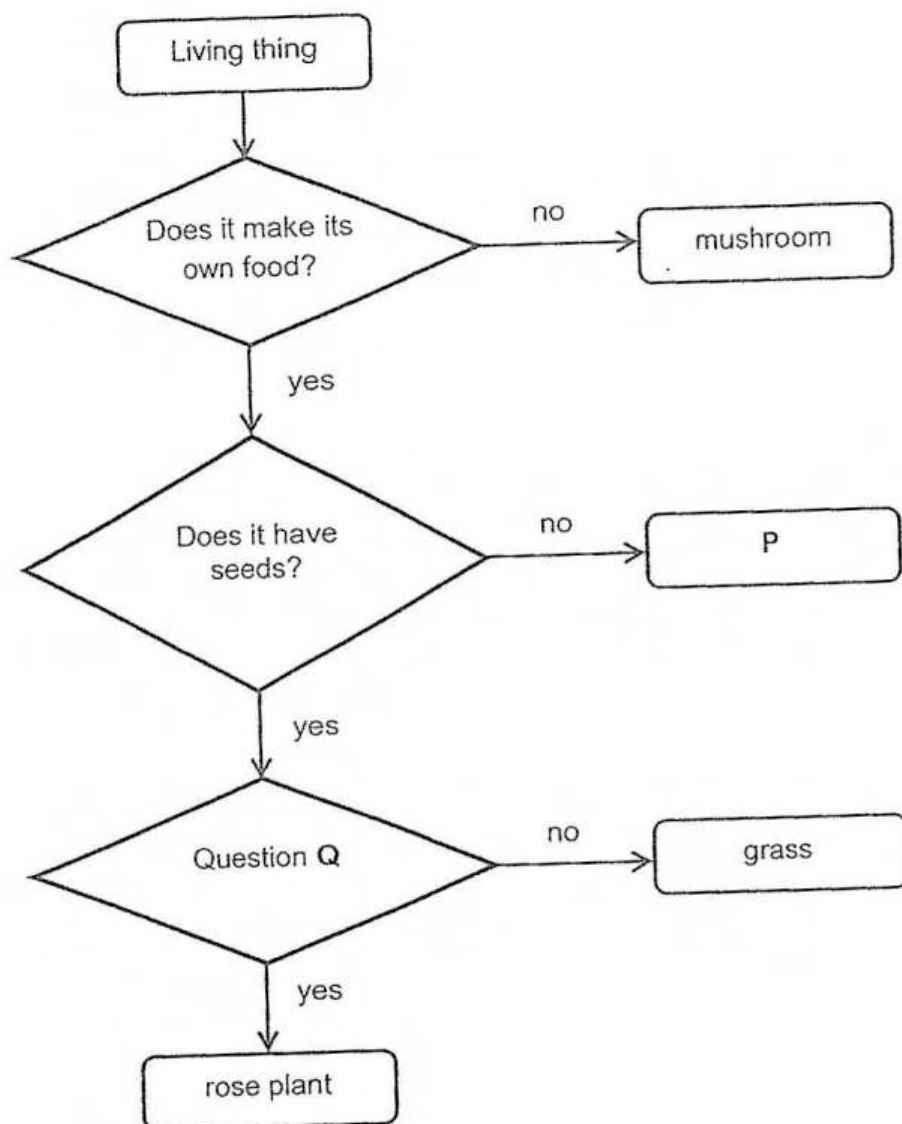 Living thing
Does it make its
own food?
no
mushroom
yes
Does it have
seeds?
no
P
yes
Question Q
no
grass
yes
rose plant